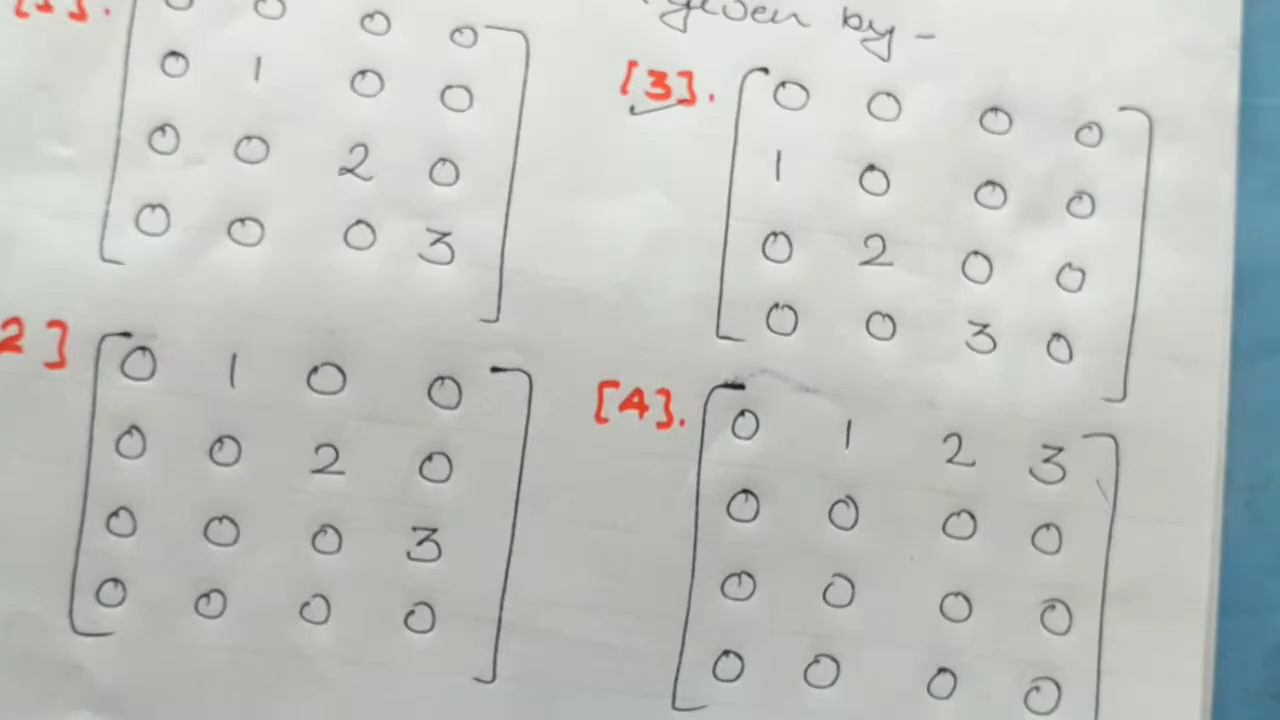 given by -
[1].
0 0 0 0
0 1 0 0
0 0 2 0
0 0 0 3
2]
0 1 0 0
0 0 2 0
0 0 0 3
0 0 0 0
[3].
0 0 0 0
1 0 0 0
0 2 0 0
0 0 3 0
[4].
0 1 2 3
0 0 0 0
0 0 0 0
0 0 0 0